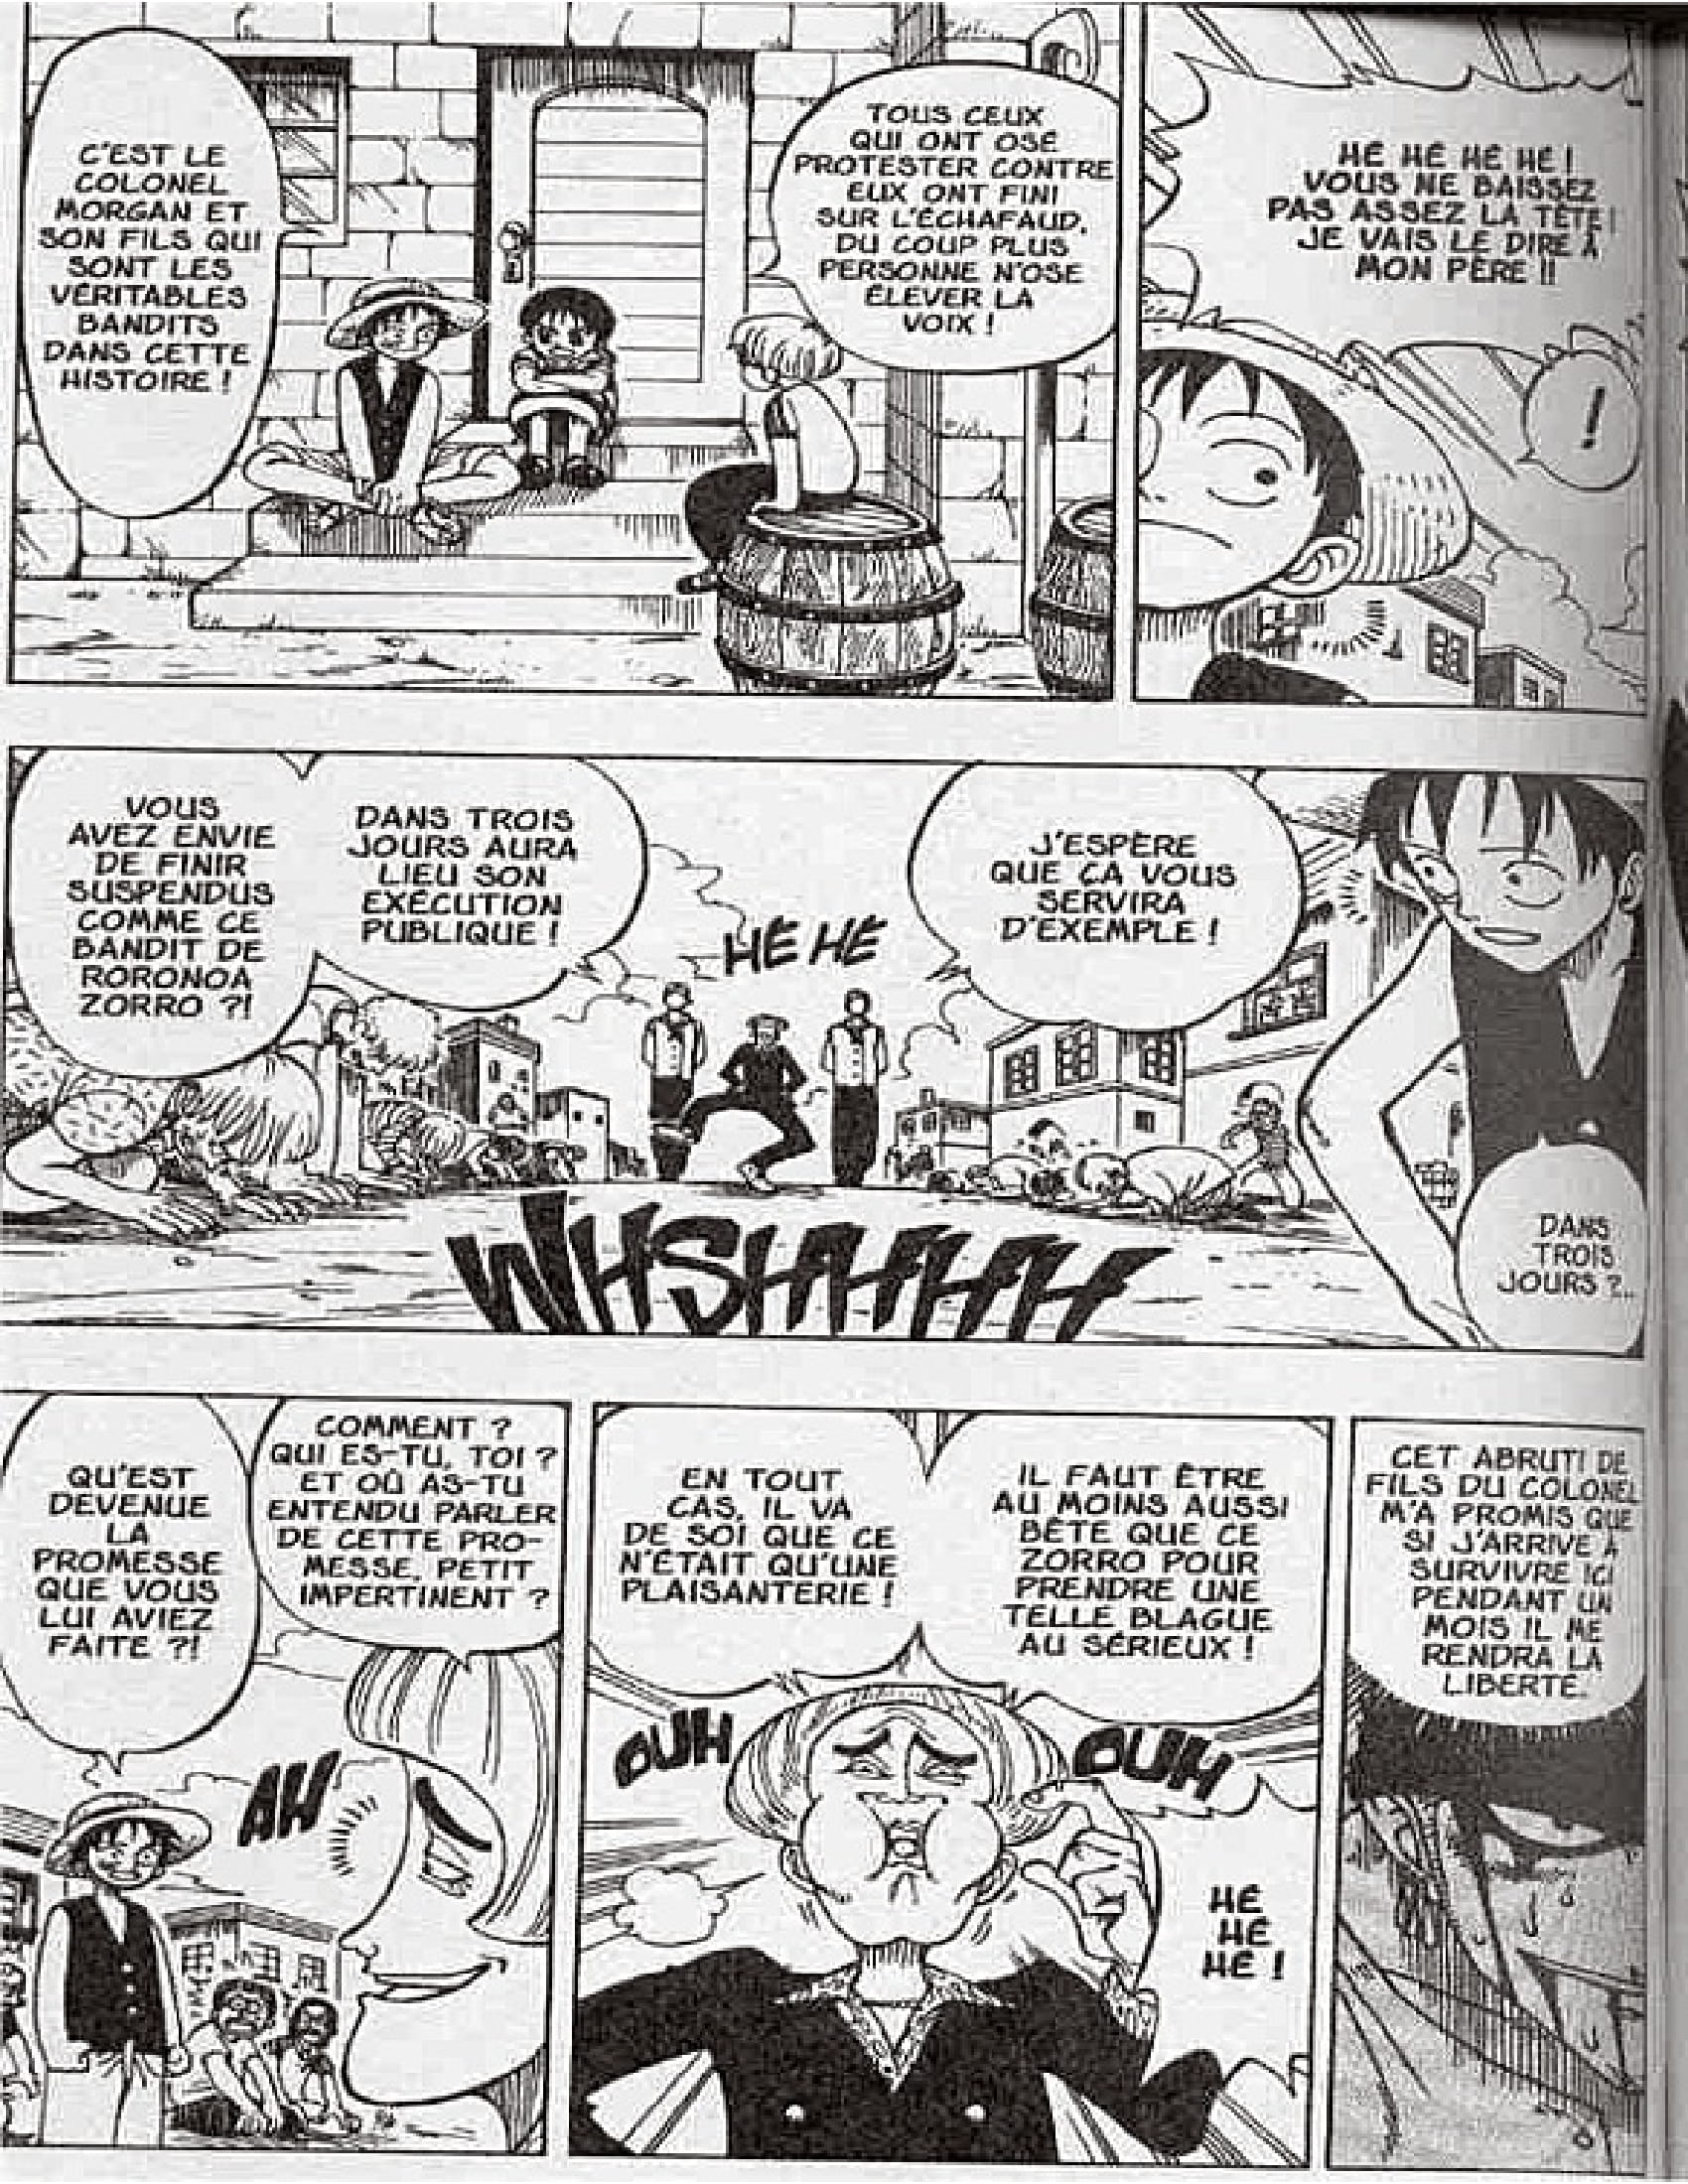 C'EST LE
COLONEL
MORGAN ET
SON FILS QUI
SONT LES
VÉRITABLES
BANDITS
DANS CETTE
HISTOIRE !
TOUS CEUX
QUI ONT OSÉ
PROTESTER CONTRE
EUX ONT FINI
SUR L'ÉCHAFAUD,
DU COUP PLUS
PERSONNE N'OSE
ÉLEVER LA
VOIX !
HÉ HÉ HÉ HÉ !
VOUS NE BAISSEZ
PAS ASSEZ LA TÊTE !
JE VAIS LE DIRE À
MON PÈRE !!
!
VOUS
AVEZ ENVIE
DE FINIR
SUSPENDUS
COMME CE
BANDIT DE
RORONOA
ZORRO ?!
DANS TROIS
JOURS AURA
LIEU SON
EXÉCUTION
PUBLIQUE !
HÉ HÉ
J'ESPÈRE
QUE ÇA VOUS
SERVIRA
D'EXEMPLE !
WHSHHHHH
DANS
TROIS
JOURS ?..
QU'EST
DEVENUE
LA
PROMESSE
QUE VOUS
LUI AVIEZ
FAITE ?!
COMMENT ?
QUI ES-TU, TOI ?
ET OÙ AS-TU
ENTENDU PARLER
DE CETTE PRO-
MESSE, PETIT
IMPERTINENT ?
AH
EN TOUT
CAS, IL VA
DE SOI QUE CE
N'ÉTAIT QU'UNE
PLAISANTERIE !
IL FAUT ÊTRE
AU MOINS AUSSI
BÊTE QUE CE
ZORRO POUR
PRENDRE UNE
TELLE BLAGUE
AU SÉRIEUX !
OUH
OUH
HÉ
HÉ
HÉ !
CET ABRUTI DE
FILS DU COLONEL
M'A PROMIS QUE
SI J'ARRIVE À
SURVIVRE ICI
PENDANT UN
MOIS IL ME
RENDRA LA
LIBERTÉ.